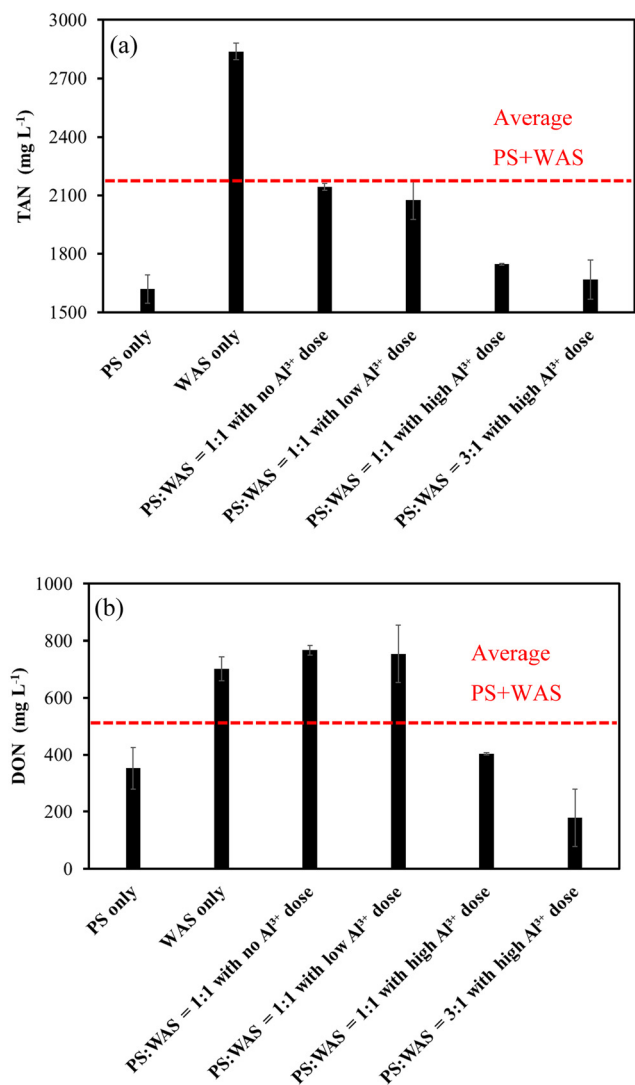 (a)
TAN (mg L-1)
3000
2700
2400
2100
1800
1500
Average
PS+WAS
PS only
WAS only
PS:WAS = 1:1 with no Al³⁺ dose
PS:WAS = 1:1 with low Al³⁺ dose
PS:WAS = 1:1 with high Al³⁺ dose
PS:WAS = 3:1 with high Al³⁺ dose
(b)
DON (mg L-1)
1000
800
600
400
200
0
Average
PS+WAS
PS only
WAS only
PS:WAS = 1:1 with no Al³⁺ dose
PS:WAS = 1:1 with low Al³⁺ dose
PS:WAS = 1:1 with high Al³⁺ dose
PS:WAS = 3:1 with high Al³⁺ dose